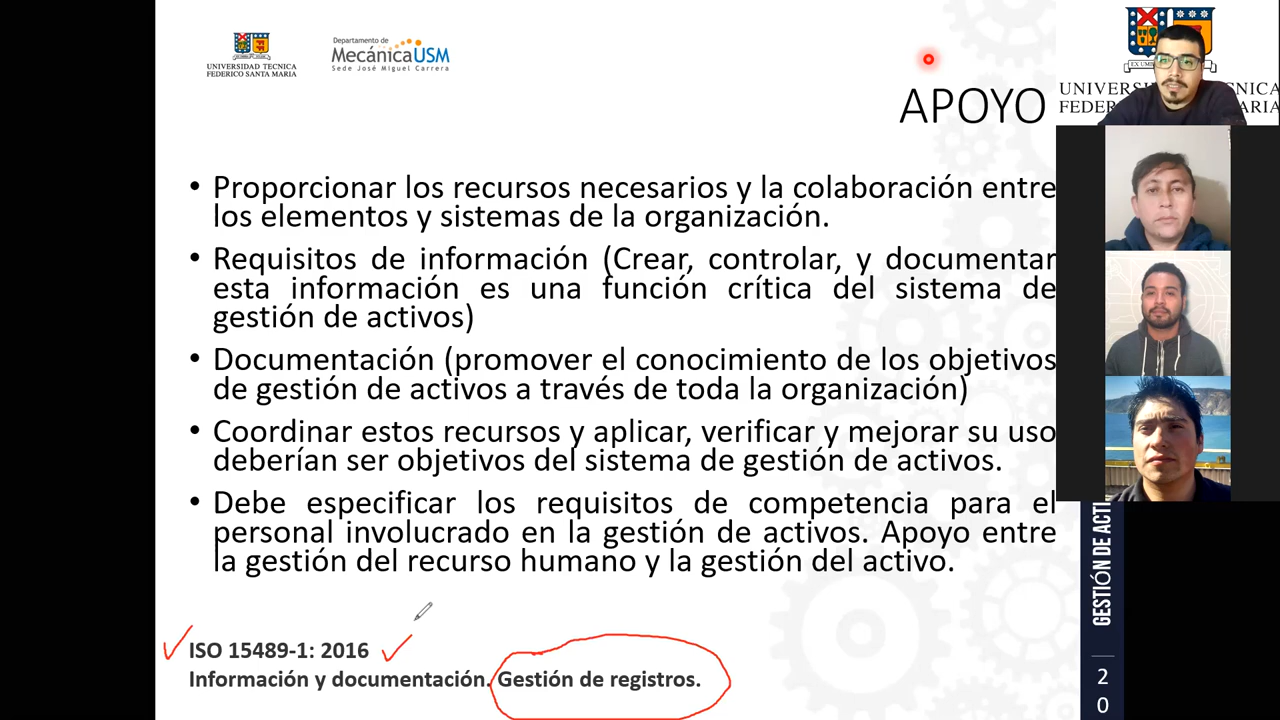 UNIVERSIDAD TECNICA
FEDERICO SANTA MARIA
Departamento de
MecánicaUSM
Sede José Miguel Carrera
APOYO
• Proporcionar los recursos necesarios y la colaboración entre
los elementos y sistemas de la organización.
• Requisitos de información (Crear, controlar, y documentar
esta información es una función crítica del sistema de
gestión de activos)
• Documentación (promover el conocimiento de los objetivos
de gestión de activos a través de toda la organización)
• Coordinar estos recursos y aplicar, verificar y mejorar su uso
deberían ser objetivos del sistema de gestión de activos.
• Debe especificar los requisitos de competencia para el
personal involucrado en la gestión de activos. Apoyo entre
la gestión del recurso humano y la gestión del activo.
ISO 15489-1: 2016
Información y documentación. Gestión de registros.
GESTIÓN DE ACTI
2
0